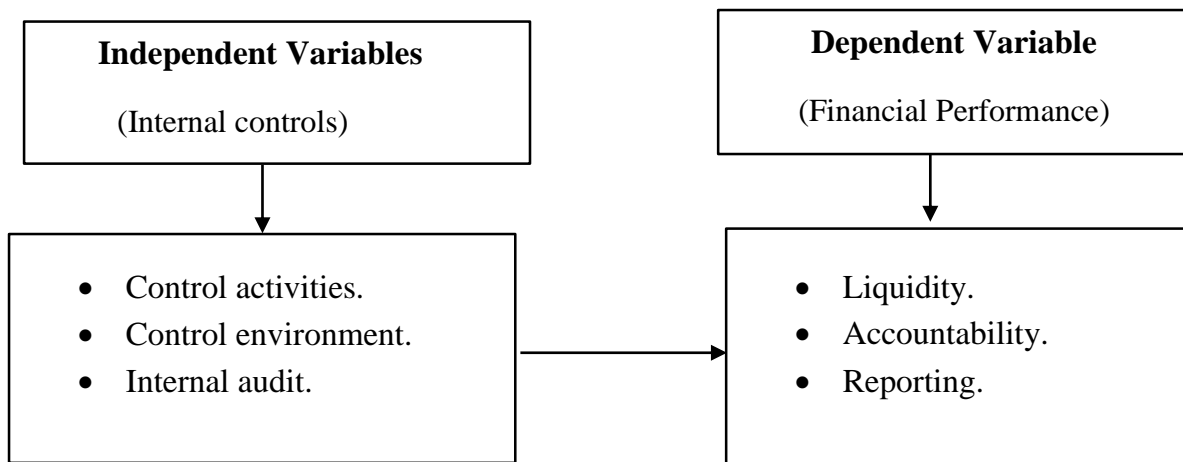 Independent Variables
(Internal controls)
Dependent Variable
(Financial Performance)
• Control activities.
• Control environment.
• Internal audit.
• Liquidity.
• Accountability.
• Reporting.